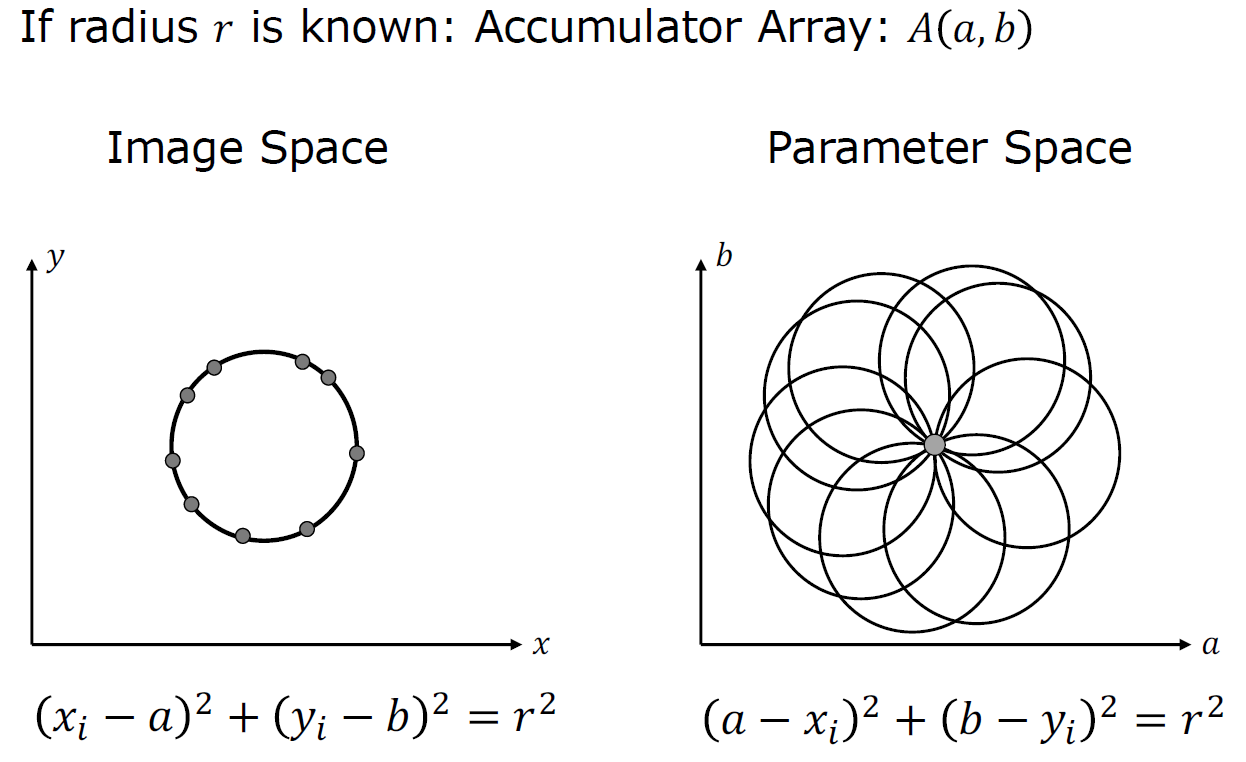 If radius r is known: Accumulator Array: A(a, b)
Image Space
Parameter Space
y
x
b
a
(xᵢ − a)² + (yᵢ − b)² = r²
(a − xᵢ)² + (b − yᵢ)² = r²